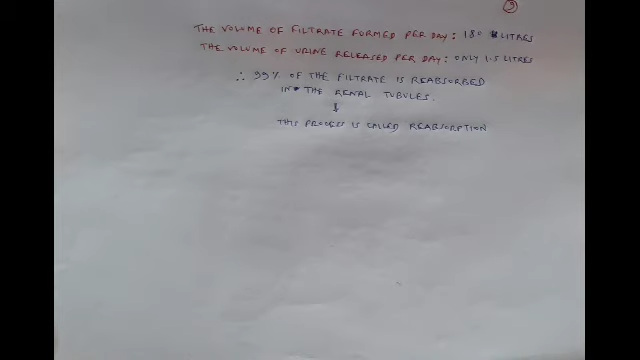 9
THE VOLUME OF FILTRATE FORMED PER DAY : 180 LITRES
THE VOLUME OF URINE RELEASED PER DAY : ONLY 1.5 LITRES
∴ 99% OF THE FILTRATE IS REABSORBED
IN THE RENAL TUBULES.
↓
THIS PROCESS IS CALLED REABSORPTION